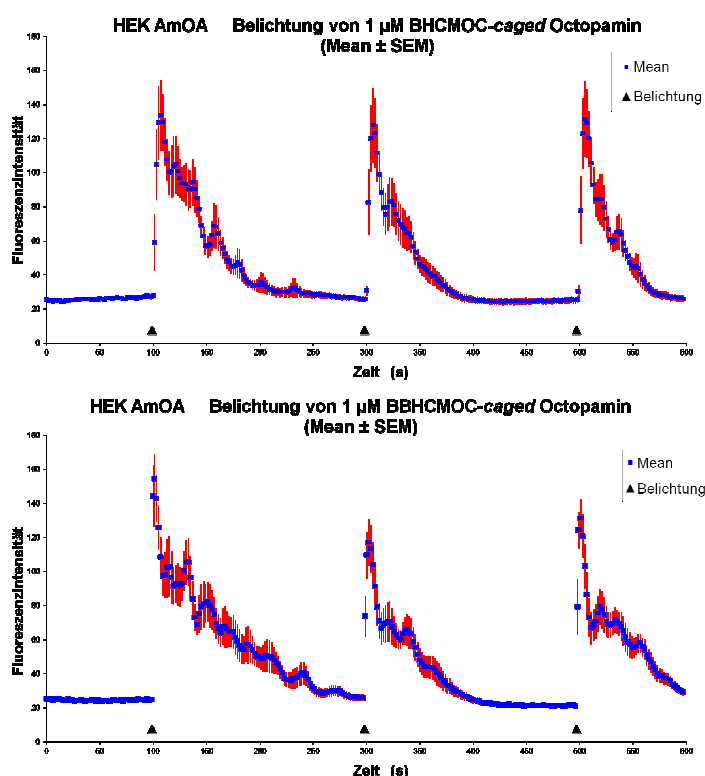 HEK AmOA Belichtung von 1 µM BHCMOC-caged Octopamin
(Mean ± SEM)
Mean
Belichtung
Fluoreszenzintensität
180
160
140
120
100
80
60
40
20
0
0 50 100 150 200 250 300 350 400 450 500 550 600
Zeit (s)
HEK AmOA Belichtung von 1 µM BBHCMOC-caged Octopamin
(Mean ± SEM)
Mean
Belichtung
Fluoreszenzintensität
180
160
140
120
100
80
60
40
20
0
0 50 100 150 200 250 300 350 400 450 500 550 600
Zeit (s)